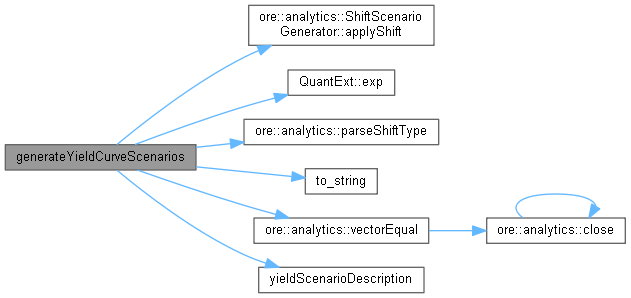 ore::analytics::ShiftScenario
Generator::applyShift
QuantExt::exp
ore::analytics::parseShiftType
generateYieldCurveScenarios
to_string
ore::analytics::vectorEqual
ore::analytics::close
yieldScenarioDescription